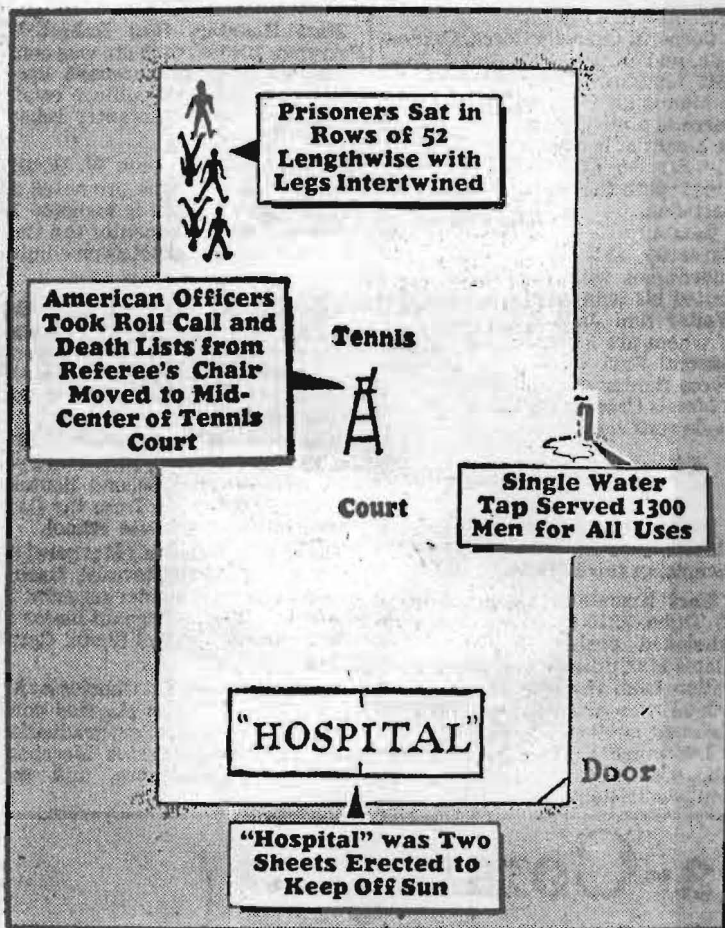 Prisoners Sat in
Rows of 52
Lengthwise with
Legs Intertwined
American Officers
Took Roll Call and
Death Lists from
Referee's Chair
Moved to Mid-
Center of Tennis
Court
Tennis
Court
Single Water
Tap Served 1300
Men for All Uses
"HOSPITAL"
Door
"Hospital" was Two
Sheets Erected to
Keep Off Sun